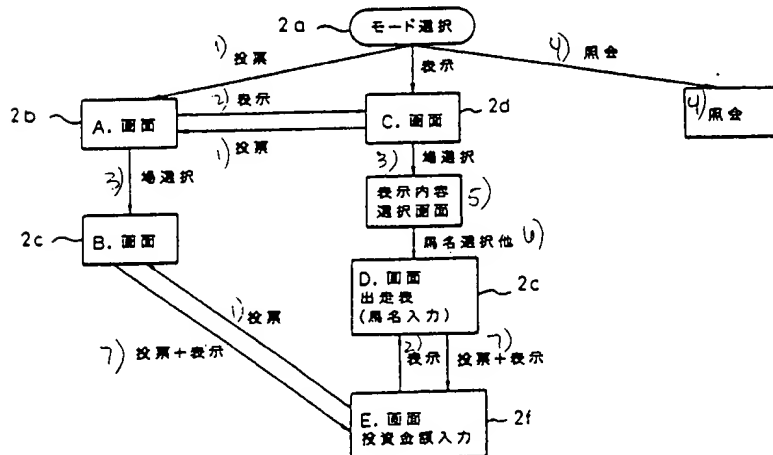 2a
モード選択
1) 投票
表示
4) 照会
2b
A. 画面
2) 表示
1) 投票
C. 画面
2d
4) 照会
3) 場選択
3) 場選択
表示内容
選択画面
5)
2c
B. 画面
馬名選択他 6)
D. 画面
出走表
(馬名入力)
2c
1) 投票
7) 投票+表示
2) 表示
7) 投票+表示
E. 画面
投資金額入力
2f